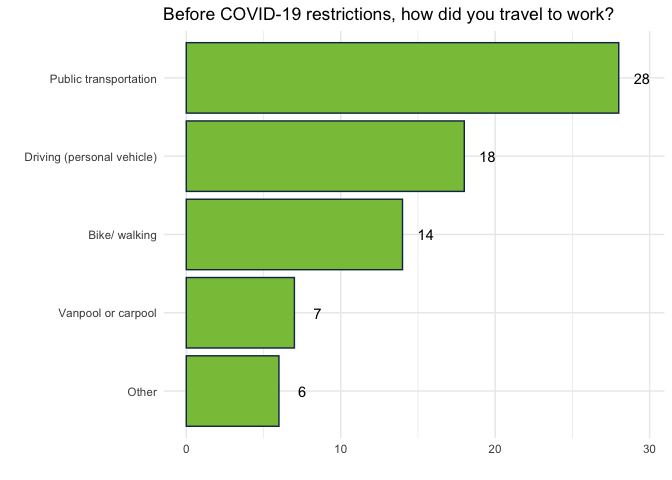 Before COVID-19 restrictions, how did you travel to work?
Public transportation
28
Driving (personal vehicle)
18
Bike/ walking
14
Vanpool or carpool
7
Other
6
0
10
20
30